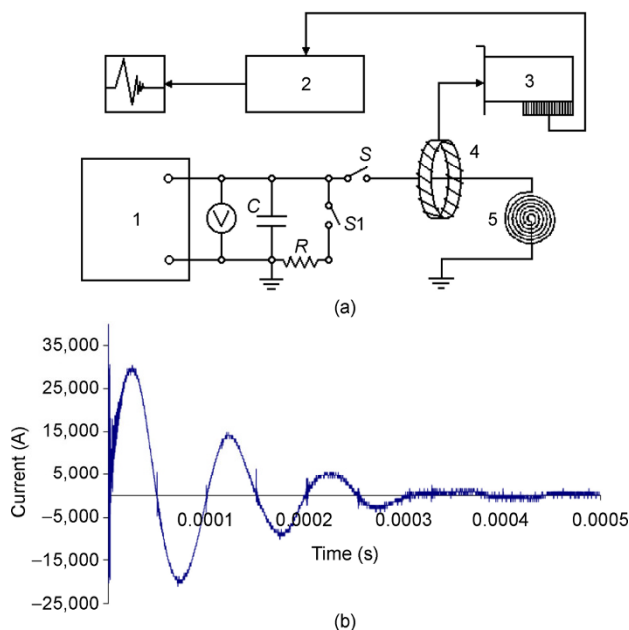 2
3
4
S
1
V
C
S1
5
R
(a)
35,000
25,000
15,000
5,000
−5,000
−15,000
−25,000
Current (A)
0.0001 0.0002 0.0003 0.0004 0.0005
Time (s)
(b)